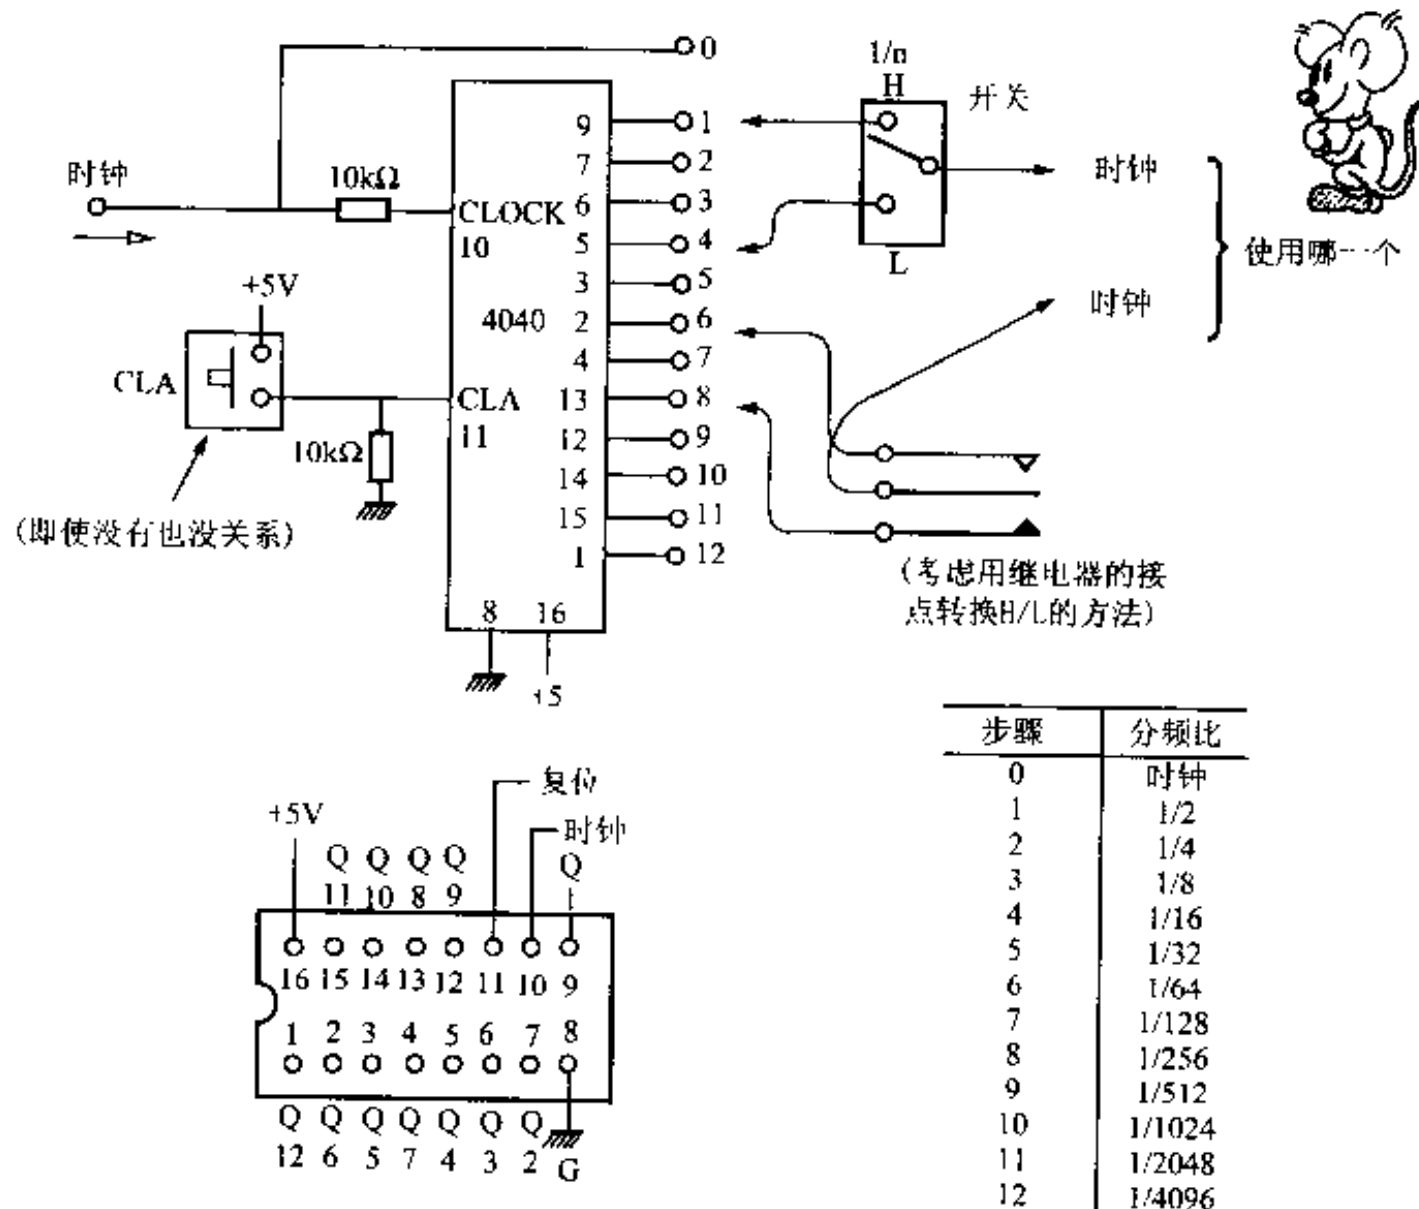 0
1/n
H
开关
9
1
7
2
时钟
时钟
10kΩ
CLOCK
6
3
10
5
4
L
使用哪一个
3
5
+5V
4040
2
6
时钟
4
7
CLA
CLA
13
8
11
12
9
10kΩ
14
10
(即使没有也没关系)
15
11
1
12
(考虑用继电器的接
点转换H/L的方法)
8
16
+5
步骤 分频比
0 时钟
1 1/2
2 1/4
3 1/8
4 1/16
5 1/32
6 1/64
7 1/128
8 1/256
9 1/512
10 1/1024
11 1/2048
12 1/4096
复位
+5V
时钟
Q Q Q Q Q
11 10 8 9 1
16 15 14 13 12 11 10 9
1 2 3 4 5 6 7 8
Q Q Q Q Q Q Q
12 6 5 7 4 3 2 G